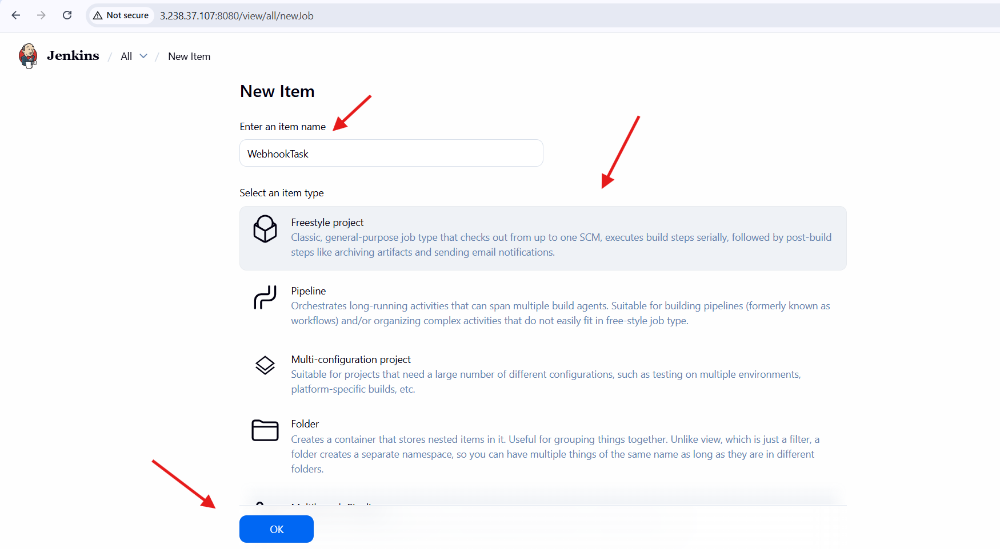 Not secure 3.238.37.107:8080/view/all/newJob
Jenkins / All / New Item
New Item
Enter an item name
WebhookTask
Select an item type
Freestyle project
Classic, general-purpose job type that checks out from up to one SCM, executes build steps serially, followed by post-build
steps like archiving artifacts and sending email notifications.
Pipeline
Orchestrates long-running activities that can span multiple build agents. Suitable for building pipelines (formerly known as
workflows) and/or organizing complex activities that do not easily fit in free-style job type.
Multi-configuration project
Suitable for projects that need a large number of different configurations, such as testing on multiple environments,
platform-specific builds, etc.
Folder
Creates a container that stores nested items in it. Useful for grouping things together. Unlike view, which is just a filter, a
folder creates a separate namespace, so you can have multiple things of the same name as long as they are in different
folders.
OK